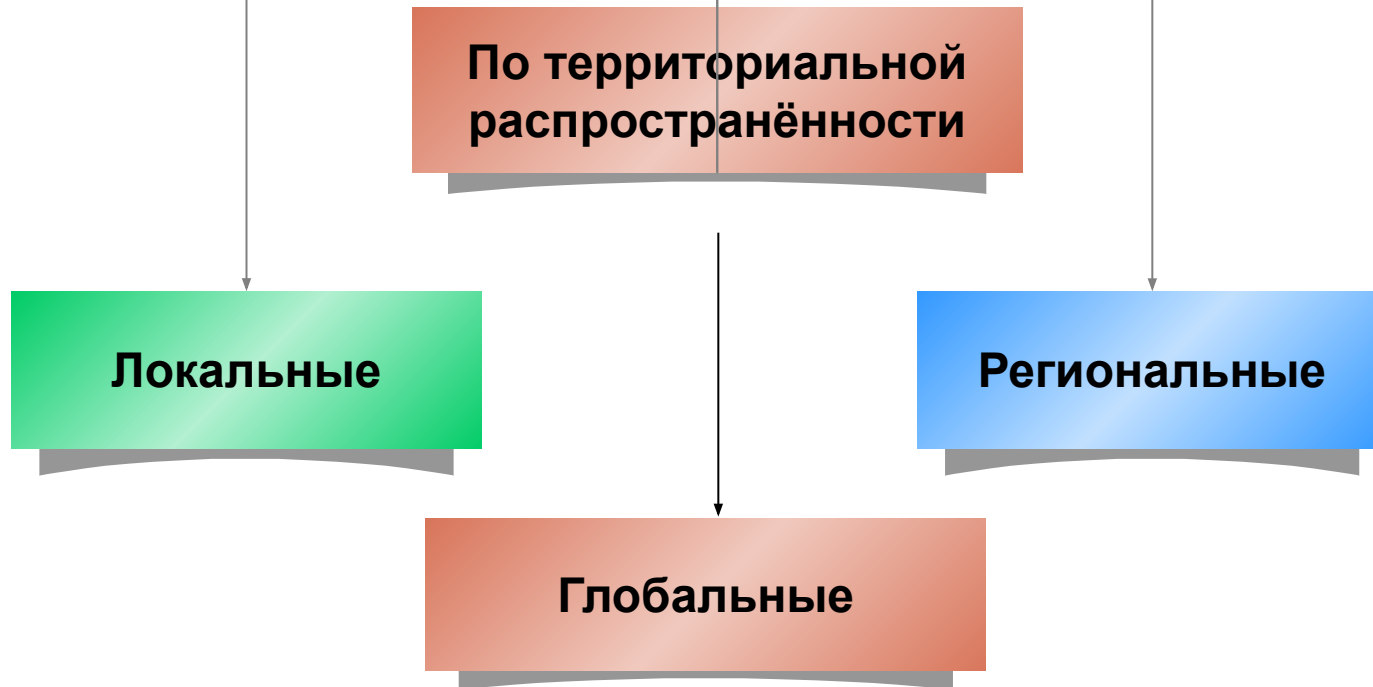 По территориальной
распространённости
Локальные
Региональные
Глобальные